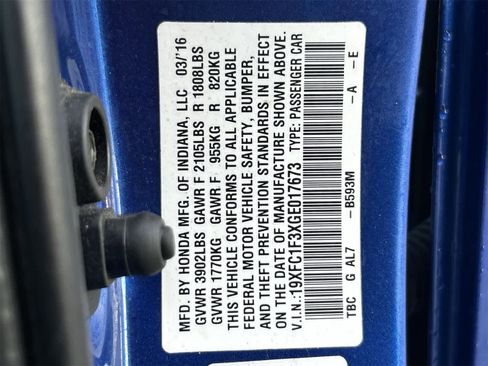 MFD. BY HONDA MFG. OF INDIANA, LLC 03/'16
GVWR 3902LBS GAWR F 2105LBS R 1808LBS
GVWR 1770KG GAWR F 955KG R 820KG
THIS VEHICLE CONFORMS TO ALL APPLICABLE
FEDERAL MOTOR VEHICLE SAFETY, BUMPER,
AND THEFT PREVENTION STANDARDS IN EFFECT
ON THE DATE OF MANUFACTURE SHOWN ABOVE.
V.I.N.:19XFC1F3XGE017673 TYPE: PASSENGER CAR
TBC G AL7 -B593M -A -E